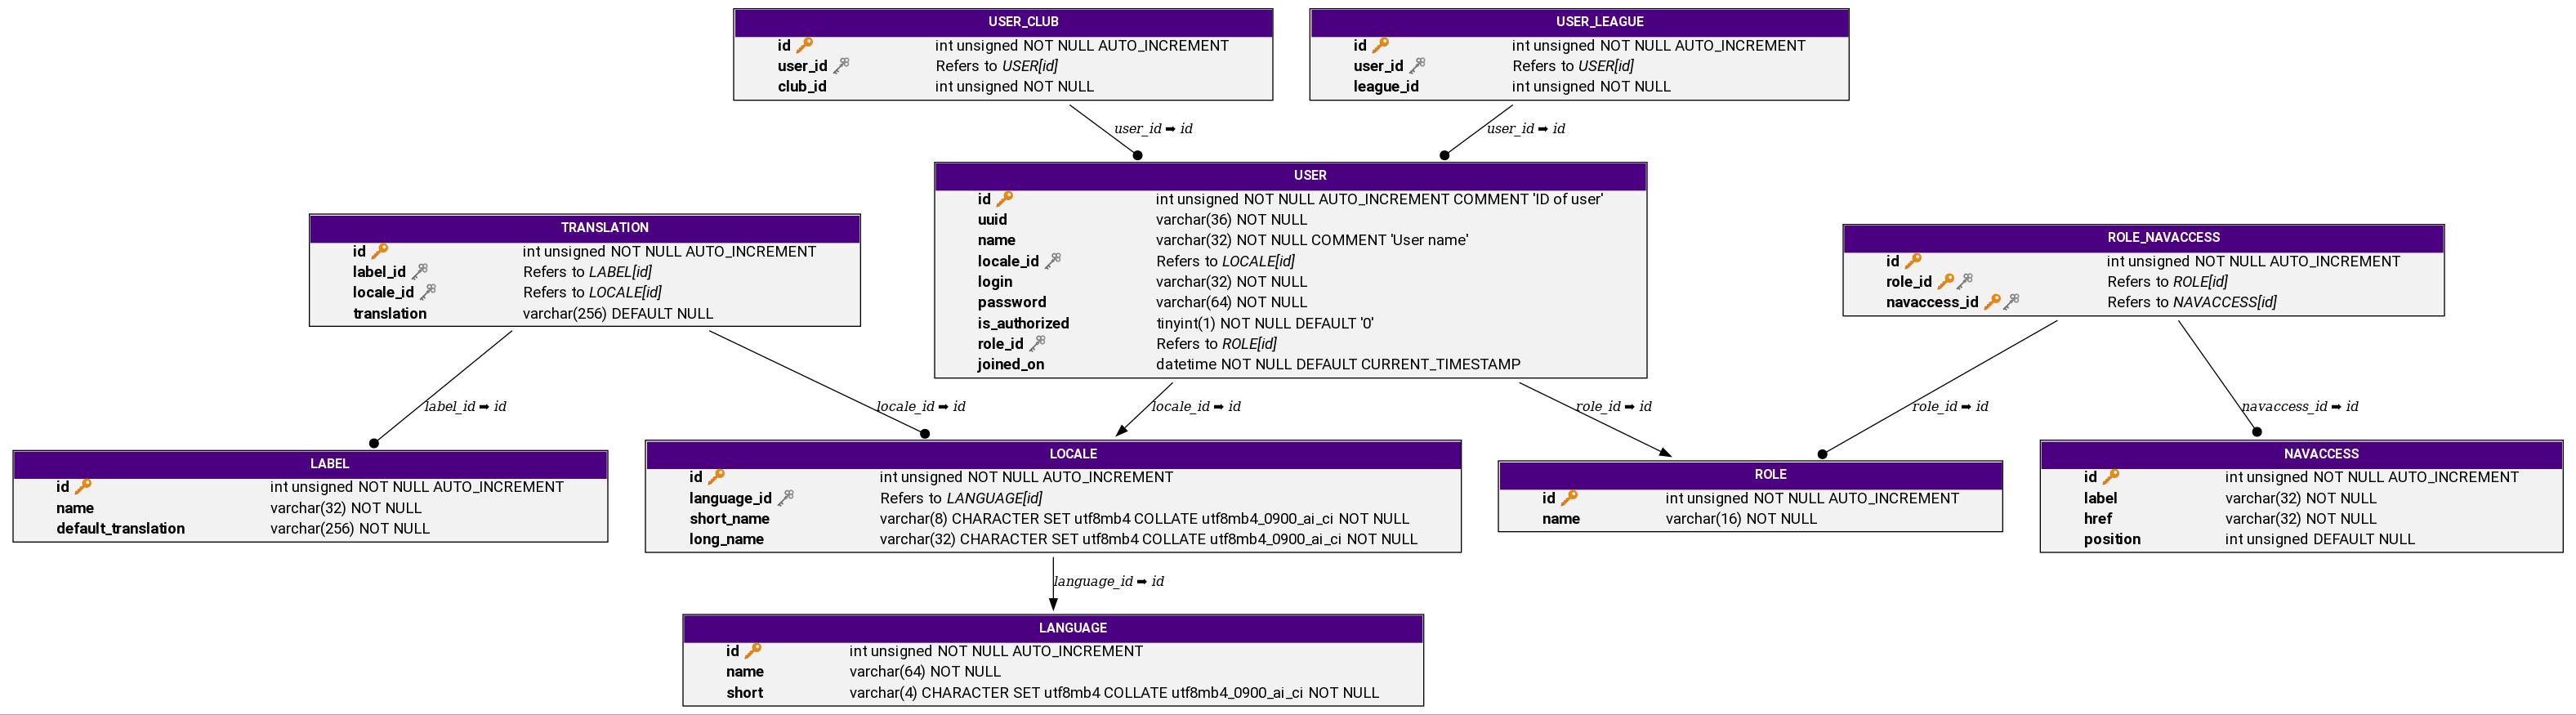 USER_CLUB
id int unsigned NOT NULL AUTO_INCREMENT
user_id Refers to USER[id]
club_id int unsigned NOT NULL
USER_LEAGUE
id int unsigned NOT NULL AUTO_INCREMENT
user_id Refers to USER[id]
league_id int unsigned NOT NULL
user_id ➡ id
user_id ➡ id
USER
id int unsigned NOT NULL AUTO_INCREMENT COMMENT 'ID of user'
uuid varchar(36) NOT NULL
name varchar(32) NOT NULL COMMENT 'User name'
locale_id Refers to LOCALE[id]
login varchar(32) NOT NULL
password varchar(64) NOT NULL
is_authorized tinyint(1) NOT NULL DEFAULT '0'
role_id Refers to ROLE[id]
joined_on datetime NOT NULL DEFAULT CURRENT_TIMESTAMP
TRANSLATION
id int unsigned NOT NULL AUTO_INCREMENT
label_id Refers to LABEL[id]
locale_id Refers to LOCALE[id]
translation varchar(256) DEFAULT NULL
ROLE_NAVACCESS
id int unsigned NOT NULL AUTO_INCREMENT
role_id Refers to ROLE[id]
navaccess_id Refers to NAVACCESS[id]
label_id ➡ id
locale_id ➡ id
locale_id ➡ id
role_id ➡ id
role_id ➡ id
navaccess_id ➡ id
LABEL
id int unsigned NOT NULL AUTO_INCREMENT
name varchar(32) NOT NULL
default_translation varchar(256) NOT NULL
LOCALE
id int unsigned NOT NULL AUTO_INCREMENT
language_id Refers to LANGUAGE[id]
short_name varchar(8) CHARACTER SET utf8mb4 COLLATE utf8mb4_0900_ai_ci NOT NULL
long_name varchar(32) CHARACTER SET utf8mb4 COLLATE utf8mb4_0900_ai_ci NOT NULL
ROLE
id int unsigned NOT NULL AUTO_INCREMENT
name varchar(16) NOT NULL
NAVACCESS
id int unsigned NOT NULL AUTO_INCREMENT
label varchar(32) NOT NULL
href varchar(32) NOT NULL
position int unsigned DEFAULT NULL
language_id ➡ id
LANGUAGE
id int unsigned NOT NULL AUTO_INCREMENT
name varchar(64) NOT NULL
short varchar(4) CHARACTER SET utf8mb4 COLLATE utf8mb4_0900_ai_ci NOT NULL